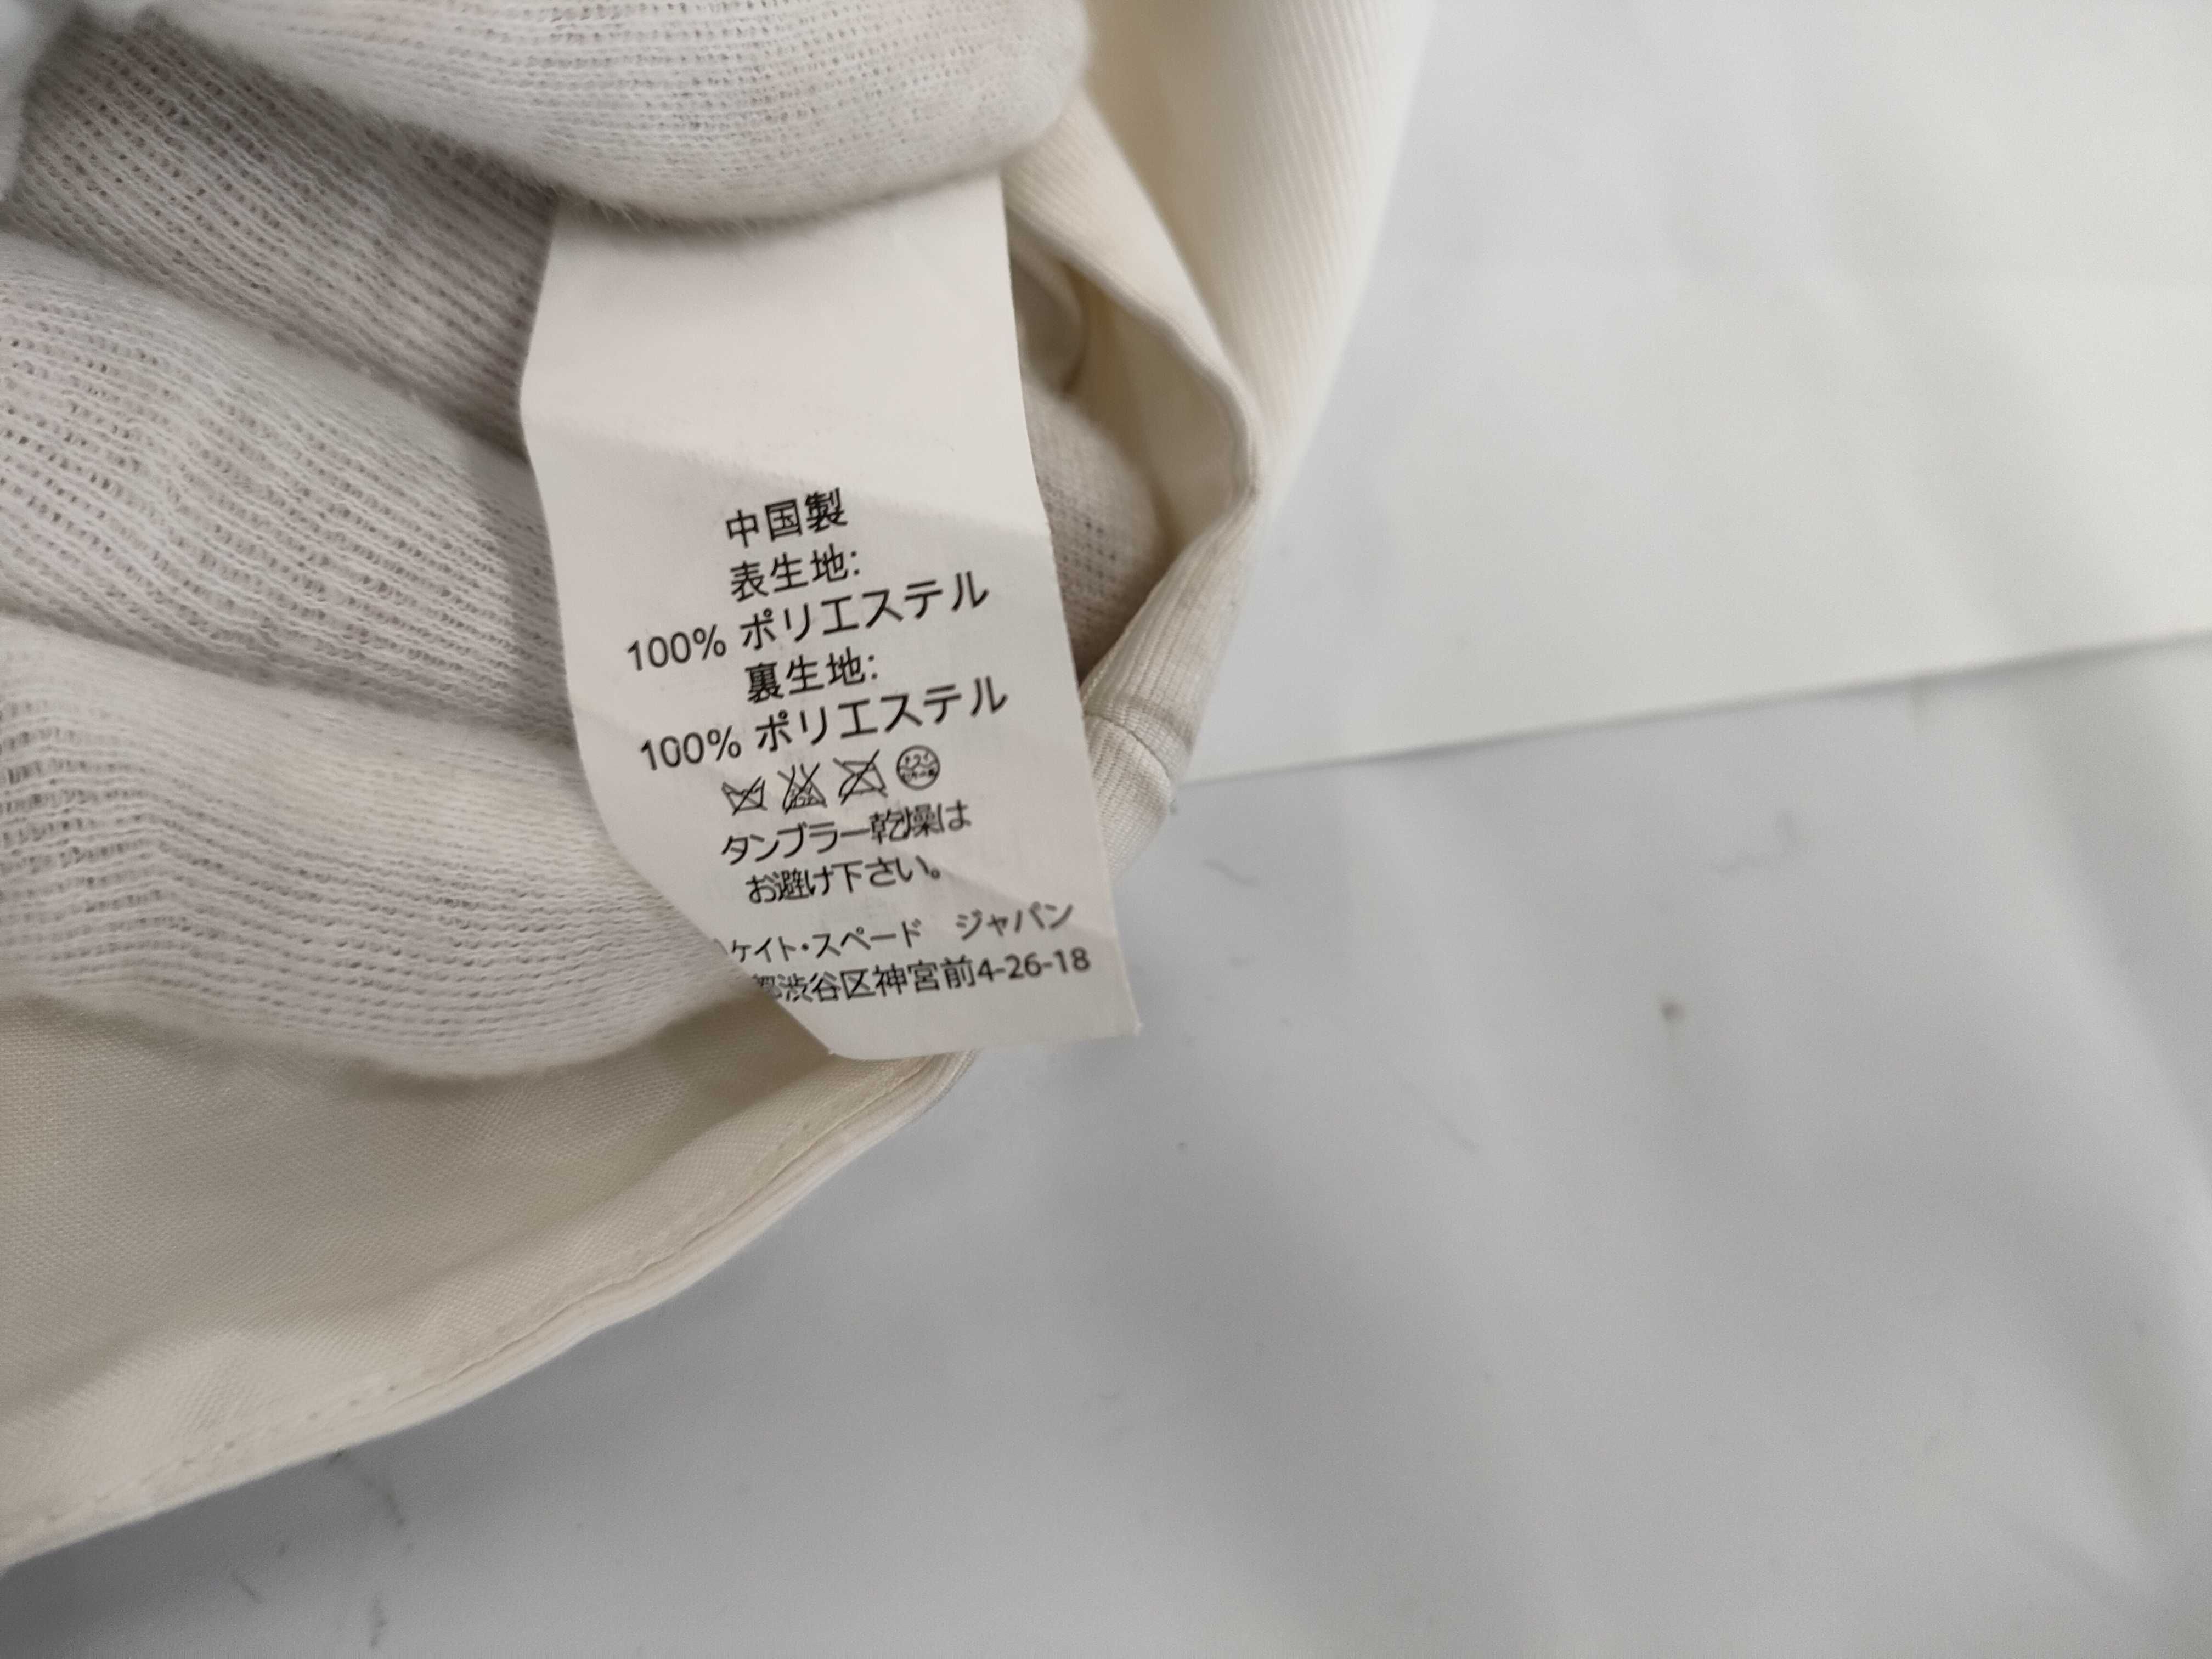 中国製
表生地:
100% ポリエステル
裏生地:
100% ポリエステル
タンブラー乾燥は
お避け下さい。
ケイト・スペード ジャパン
都渋谷区神宮前4-26-18